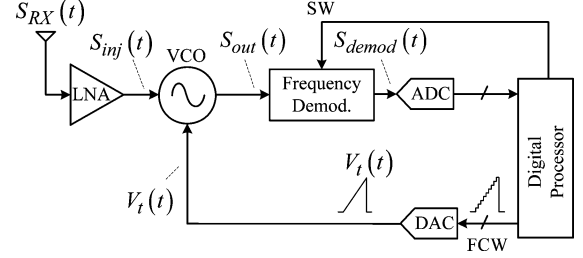 S_RX(t)
SW
S_inj(t)
VCO
S_out(t)
S_demod(t)
LNA
Frequency
Demod.
ADC
Digital
Processor
V_t(t)
V_t(t)
DAC
FCW